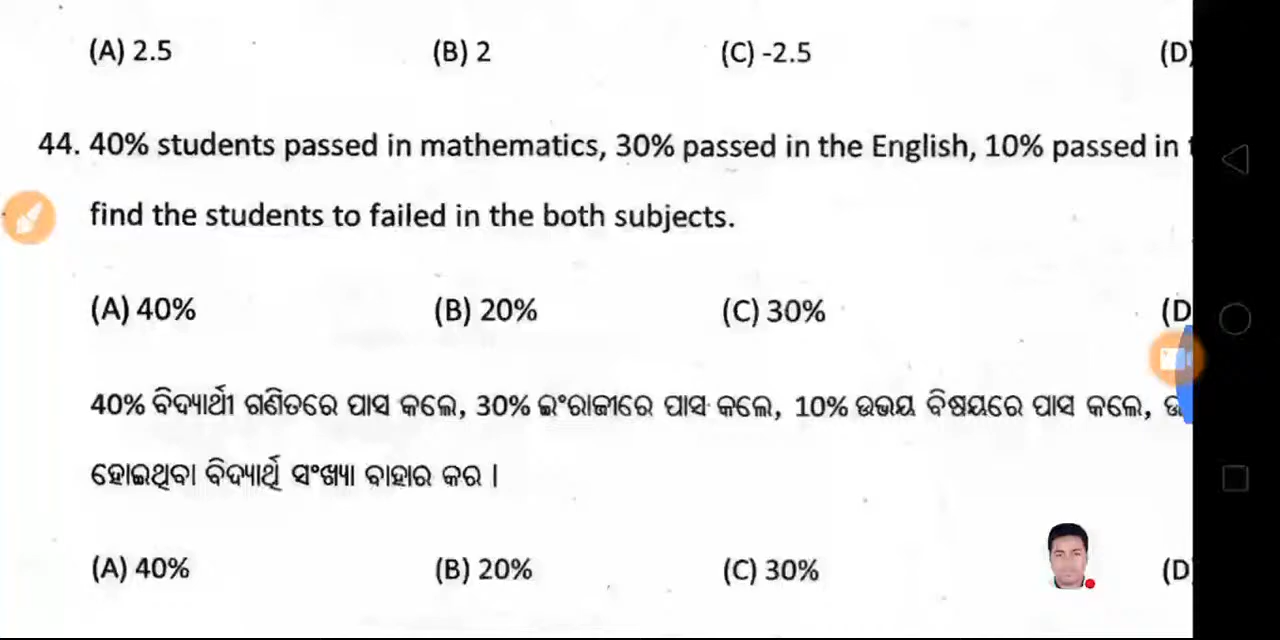 (A) 2.5 (B) 2 (C) -2.5 (D)
44. 40% students passed in mathematics, 30% passed in the English, 10% passed in
find the students to failed in the both subjects.
(A) 40% (B) 20% (C) 30% (D
40% ବିଦ୍ୟାର୍ଥୀ ଗଣିତରେ ପାସ କଲେ, 30% ଇଂରାଜୀରେ ପାସ କଲେ, 10% ଉଭୟ ବିଷୟରେ ପାସ କଲେ,
ହୋଇଥିବା ବିଦ୍ୟାର୍ଥି ସଂଖ୍ୟା ବାହାର କର ।
(A) 40% (B) 20% (C) 30% (D